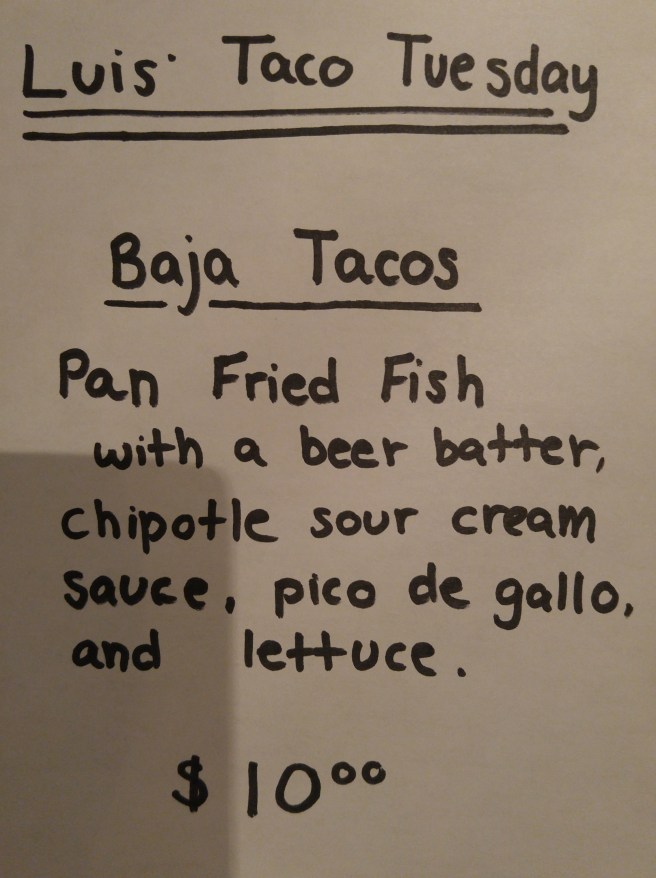 Luis' Taco Tuesday
Baja Tacos
Pan Fried Fish
with a beer batter,
chipotle sour cream
sauce, pico de gallo,
and lettuce.
$ 10⁰⁰